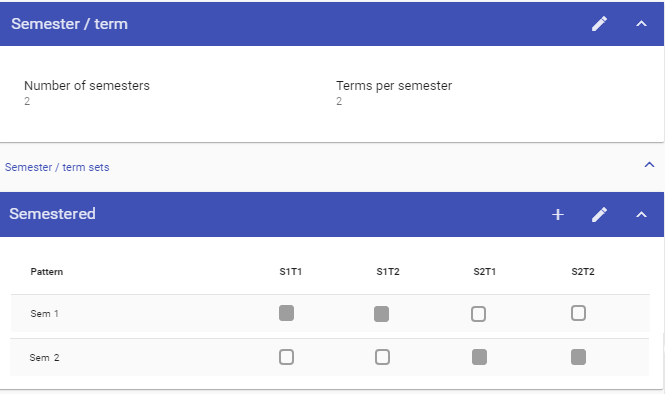 Semester / term
Number of semesters Terms per semester
2 2
Semester / term sets
Semestered
Pattern S1T1 S1T2 S2T1 S2T2
Sem 1
Sem 2